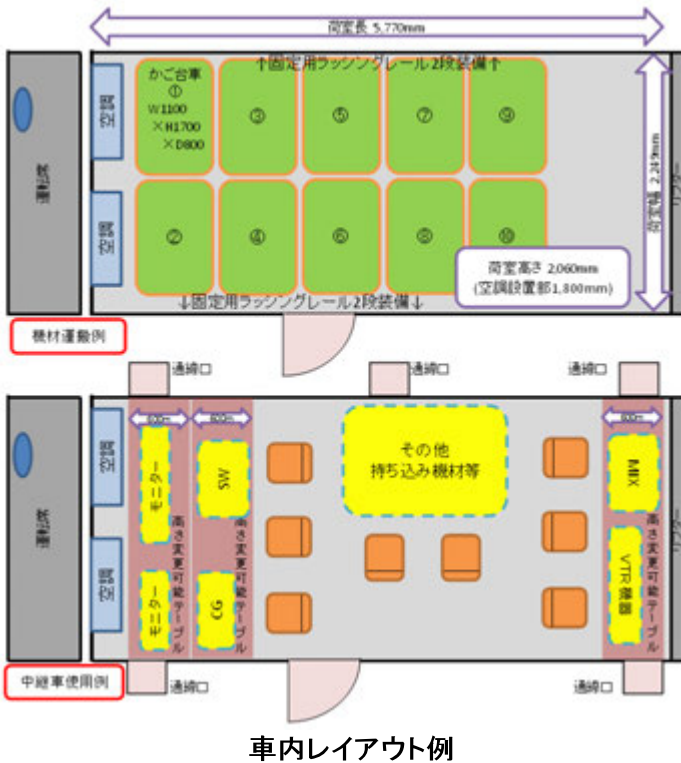 荷室長 5,770mm
↑固定用ラッシングレール2段装備↑
運転席
空調
空調
かご台車
①
W1100
×H1700
×D800
③
⑤
⑦
⑨
②
④
⑥
⑧
⑩
荷室幅 2,249mm
リフター
荷室高さ 2,060mm
(空調設置部1,800mm)
↓固定用ラッシングレール2段装備↓
機材運搬例
通線口
通線口
通線口
運転席
空調
空調
600m
600m
600m
モニター
モニター
高さ変更可能テーブル
SW
CG
高さ変更可能テーブル
その他
持ち込み機材等
MIX
VTR機器
高さ変更可能テーブル
リフター
中継車使用例
通線口
通線口
車内レイアウト例